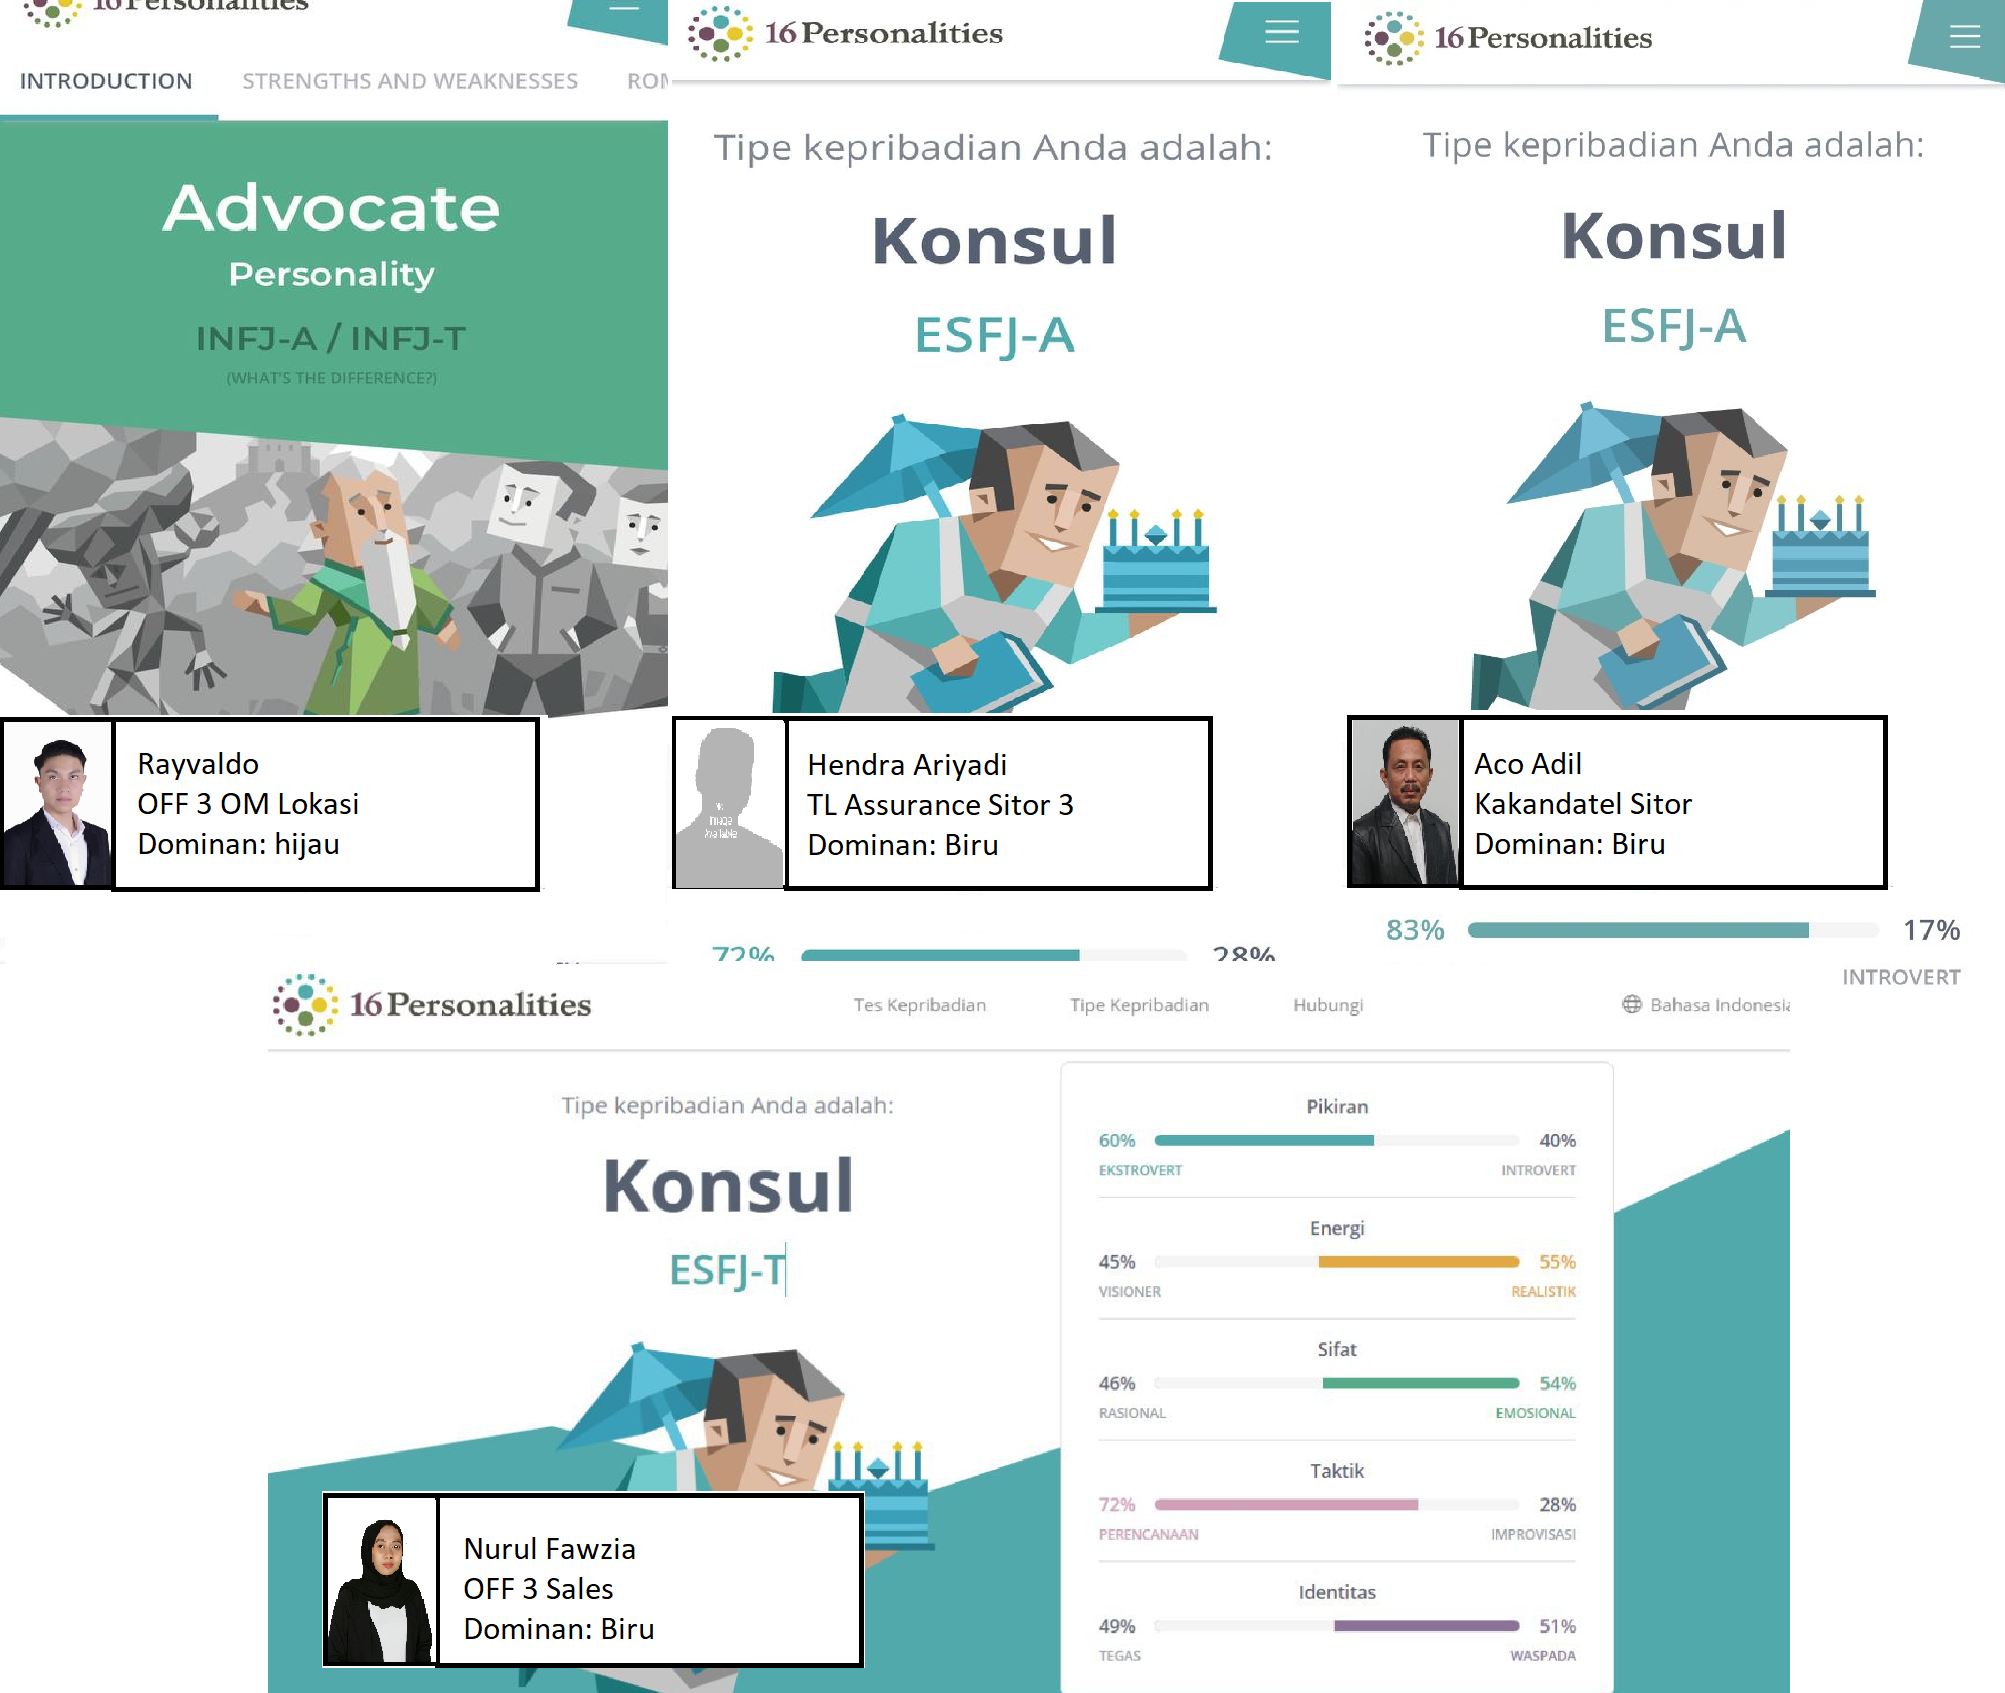 16 Personalities
INTRODUCTION
STRENGTHS AND WEAKNESSES
Advocate
Personality
INFJ-A / INFJ-T
(WHAT'S THE DIFFERENCE?)
Rayvaldo
OFF 3 OM Lokasi
Dominan: hijau
16 Personalities
Tipe kepribadian Anda adalah:
Konsul
ESFJ-A
Hendra Ariyadi
TL Assurance Sitor 3
Dominan: Biru
72%
28%
16 Personalities
Tipe kepribadian Anda adalah:
Konsul
ESFJ-A
Aco Adil
Kakandatel Sitor
Dominan: Biru
83%
17%
INTROVERT
16 Personalities
Tes Kepribadian
Tipe Kepribadian
Hubungi
Bahasa Indonesia
Tipe kepribadian Anda adalah:
Konsul
ESFJ-T
Nurul Fawzia
OFF 3 Sales
Dominan: Biru
Pikiran
60%
40%
EKSTROVERT
INTROVERT
Energi
45%
55%
VISIONER
REALISTIK
Sifat
46%
54%
RASIONAL
EMOSIONAL
Taktik
72%
28%
PERENCANAAN
IMPROVISASI
Identitas
49%
51%
TEGAS
WASPADA